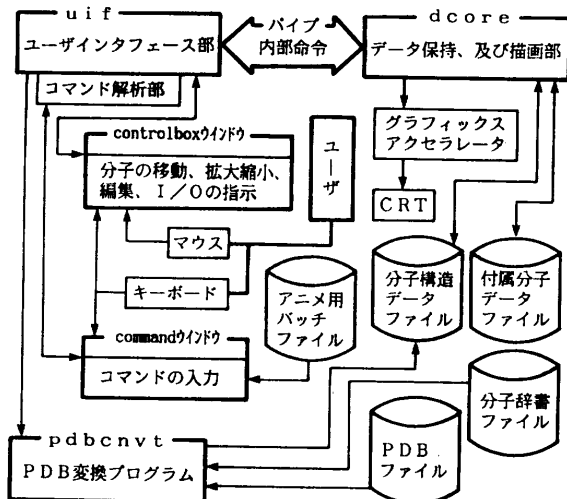 uif
ユーザインタフェース部
コマンド解析部
パイプ
内部命令
dcore
データ保持、及び描画部
グラフィックス
アクセラレータ
CRT
controlboxウインドウ
分子の移動、拡大縮小、
編集、I/Oの指示
ユーザ
マウス
キーボード
commandウインドウ
コマンドの入力
アニメ用
バッチ
ファイル
分子構造
データ
ファイル
付属分子
データ
ファイル
分子辞書
ファイル
PDB
ファイル
pdbcnvt
PDB変換プログラム